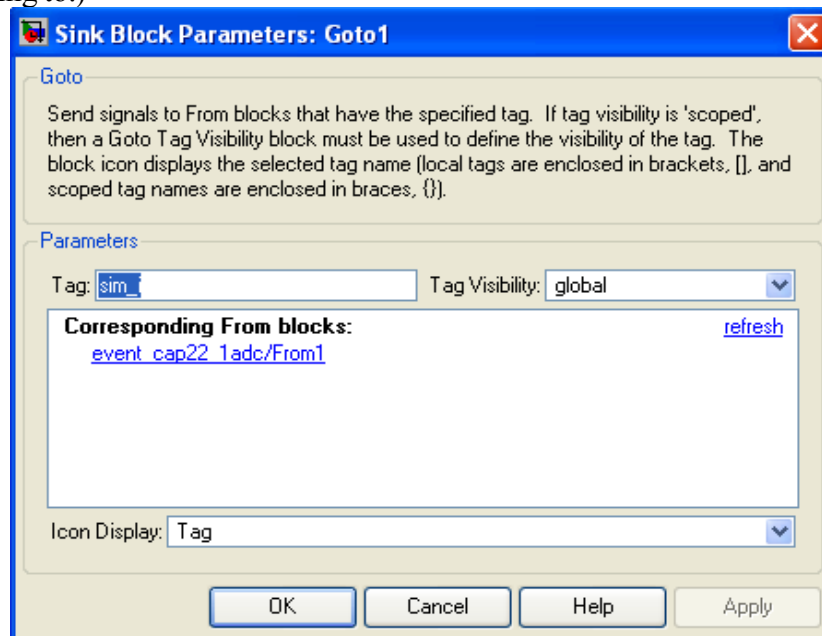 ng to.)
Sink Block Parameters: Goto1
Goto
Send signals to From blocks that have the specified tag. If tag visibility is 'scoped',
then a Goto Tag Visibility block must be used to define the visibility of the tag. The
block icon displays the selected tag name (local tags are enclosed in brackets, [], and
scoped tag names are enclosed in braces, {}).
Parameters
Tag: sim_i Tag Visibility: global
Corresponding From blocks: refresh
event_cap22_1adc/From1
Icon Display: Tag
OK Cancel Help Apply